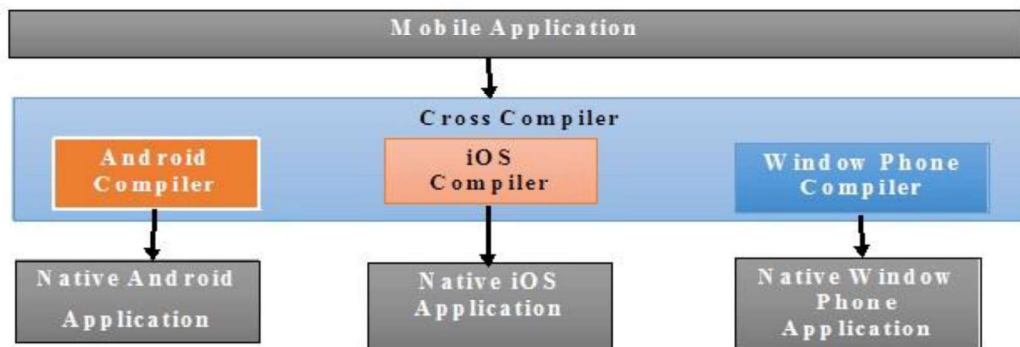 Mobile Application
Cross Compiler
Android
Compiler
iOS
Compiler
Window Phone
Compiler
Native Android
Application
Native iOS
Application
Native Window
Phone
Application